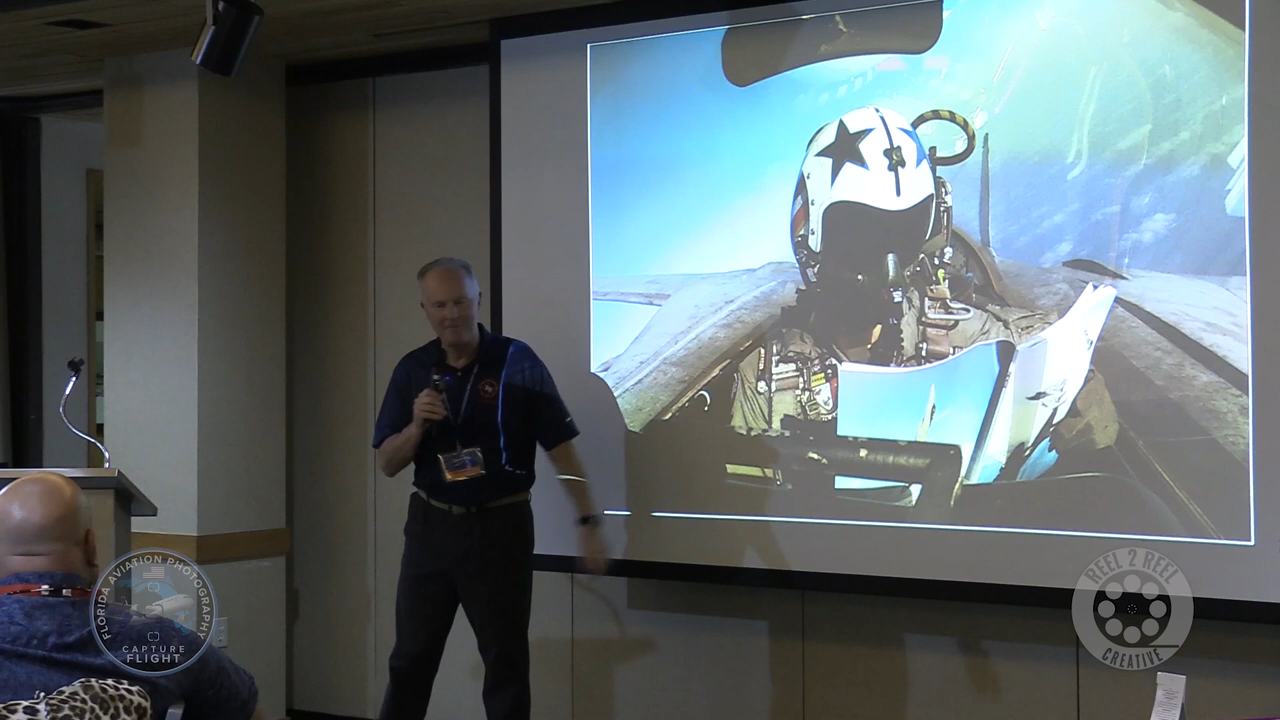 FLORIDA AVIATION PHOTOGRAPHY
CAPTURE
FLIGHT
REEL 2 REEL
CREATIVE